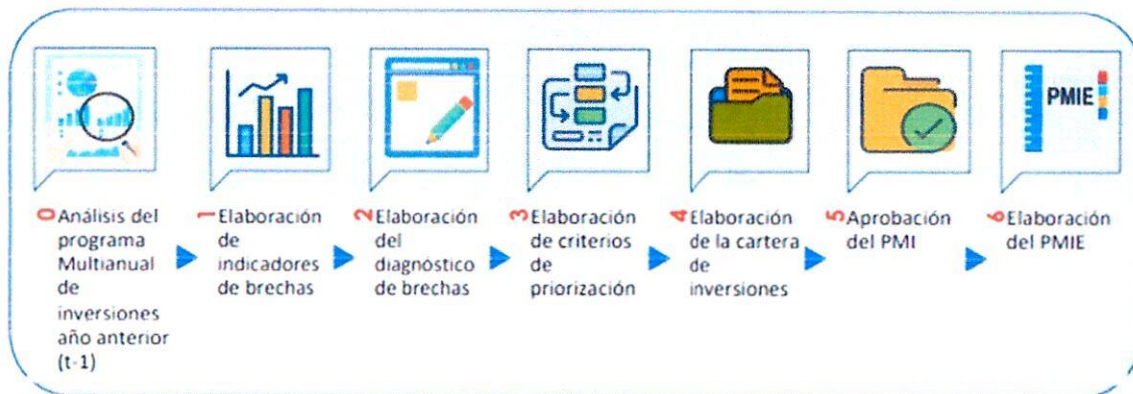 PMIE
0 Análisis del
programa
Multianual
de
inversiones
año anterior
(t-1)
1 Elaboración
de
indicadores
de brechas
2 Elaboración
del
diagnóstico
de brechas
3 Elaboración
de criterios
de
priorización
4 Elaboración
de la cartera
de
inversiones
5 Aprobación
del PMI
6 Elaboración
del PMIE